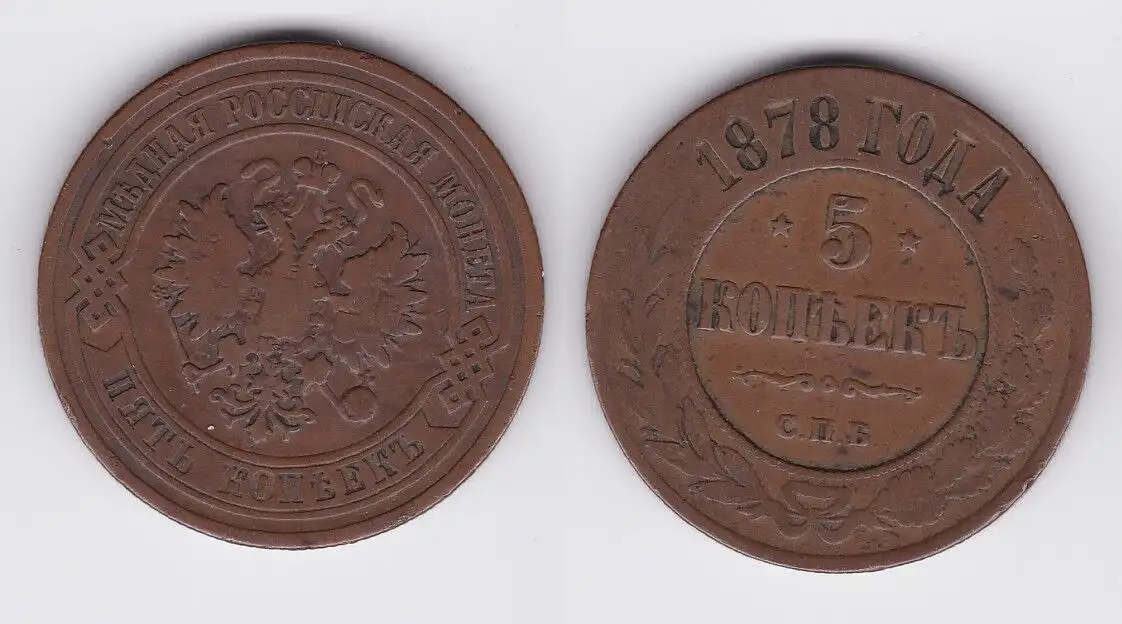 МѢДНАЯ РОССІЙСКАЯ МОНЕТА
ПЯТЬ КОПѢЕКЪ
1878 ГОДА
5
КОПѢЕКЪ
С.П.Б